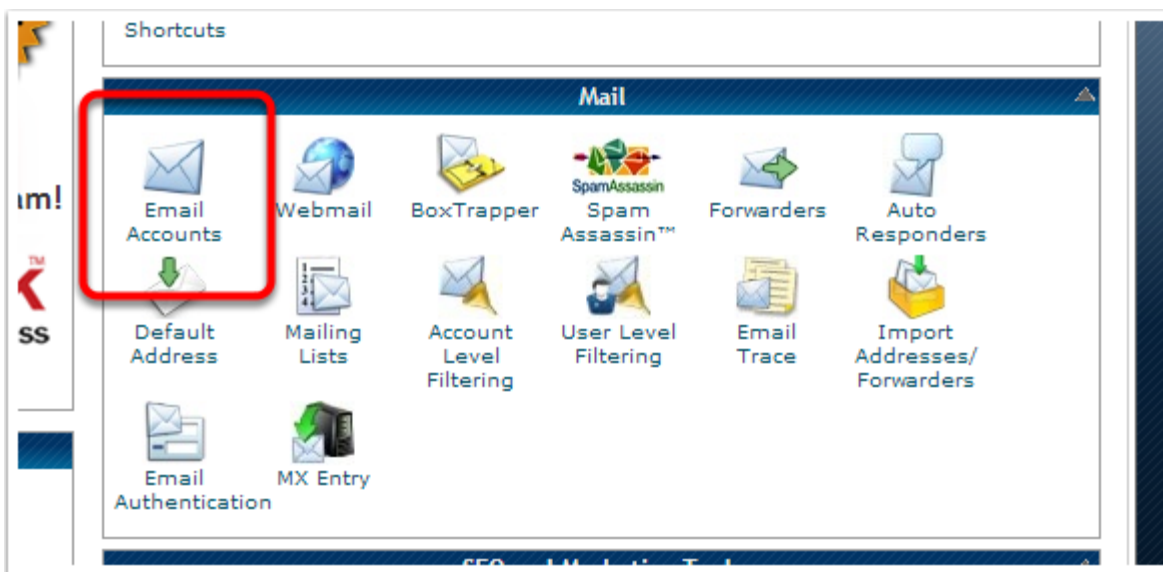 Shortcuts
Mail
am!
TM
ss
SpamAssassin
Email
Accounts
Webmail
BoxTrapper
Spam
Assassin™
Forwarders
Auto
Responders
Default
Address
Mailing
Lists
Account
Level
Filtering
User Level
Filtering
Email
Trace
Import
Addresses/
Forwarders
Email
Authentication
MX Entry